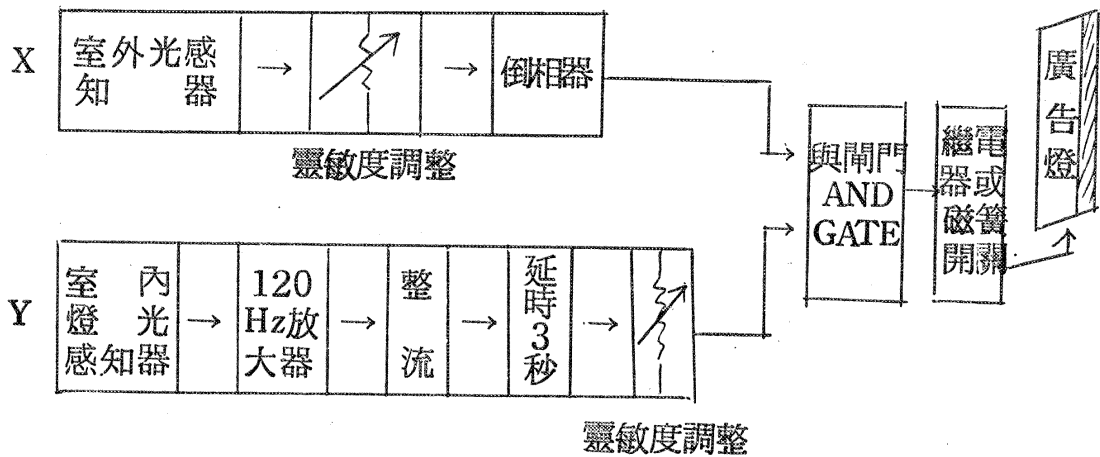 X
室外光感
知器
倒相器
靈敏度調整
與閘門
AND
GATE
繼電
器或
磁簧
開關
廣告燈
Y
室內
燈光
感知器
120
Hz放
大器
整流
延時3秒
靈敏度調整